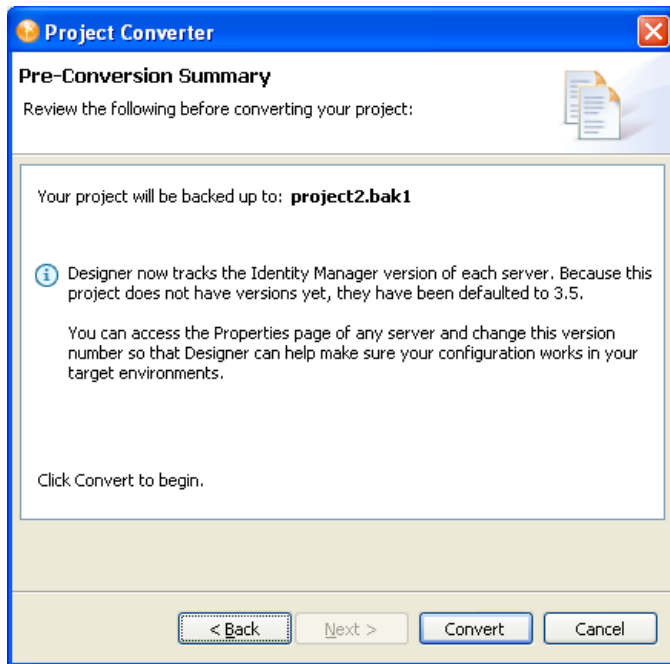 Project Converter
Pre-Conversion Summary
Review the following before converting your project:
Your project will be backed up to: project2.bak1
Designer now tracks the Identity Manager version of each server. Because this
project does not have versions yet, they have been defaulted to 3.5.
You can access the Properties page of any server and change this version
number so that Designer can help make sure your configuration works in your
target environments.
Click Convert to begin.
< Back
Next >
Convert
Cancel